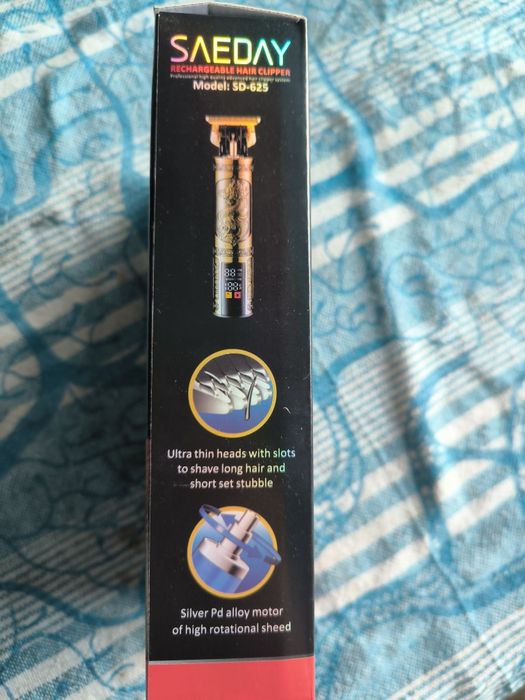 SAEDAY
RECHARGEABLE HAIR CLIPPER
Professional high quality advanced hair clipper system
Model: SD-625
Ultra thin heads with slots
to shave long hair and
short set stubble
Silver Pd alloy motor
of high rotational sheed